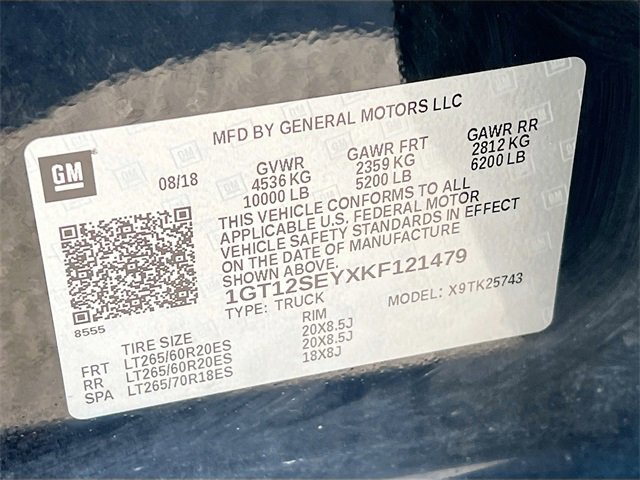 MFD BY GENERAL MOTORS LLC
GM
08/18
GVWR
4536 KG
10000 LB
GAWR FRT
2359 KG
5200 LB
GAWR RR
2812 KG
6200 LB
THIS VEHICLE CONFORMS TO ALL
APPLICABLE U.S. FEDERAL MOTOR
VEHICLE SAFETY STANDARDS IN EFFECT
ON THE DATE OF MANUFACTURE
SHOWN ABOVE.
1GT12SEYXKF121479
TYPE: TRUCK
MODEL: X9TK25743
8555
TIRE SIZE RIM
FRT LT265/60R20ES 20X8.5J
RR LT265/60R20ES 20X8.5J
SPA LT265/70R18ES 18X8J